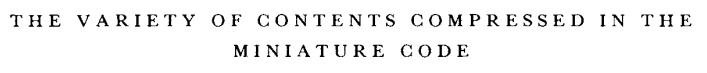 THE VARIETY OF CONTENTS COMPRESSED IN THE
MINIATURE CODE